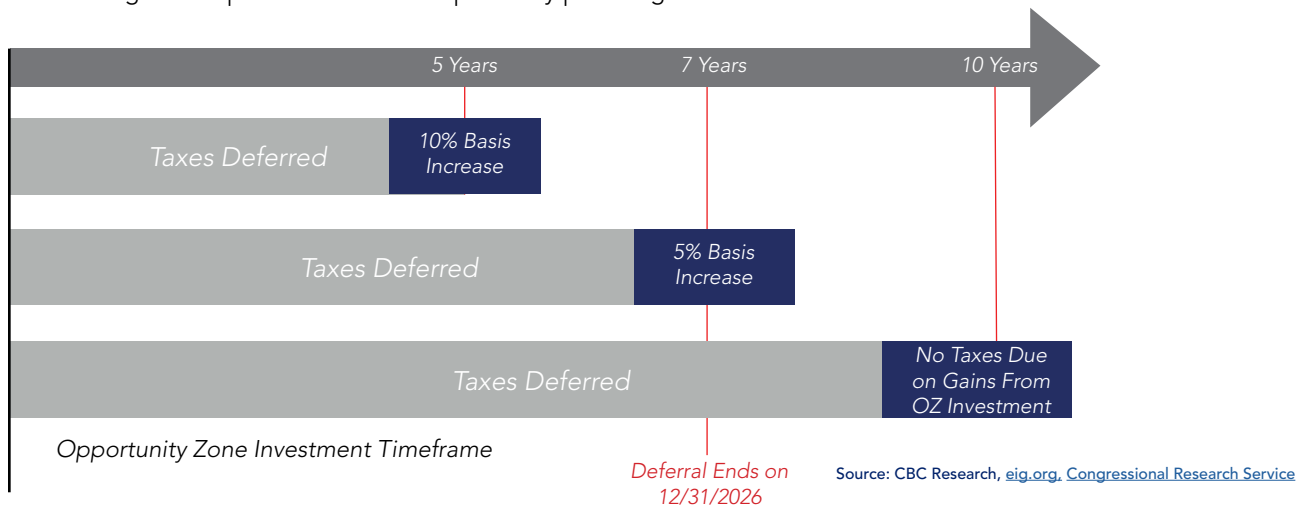 5 Years
7 Years
10 Years
Taxes Deferred
10% Basis
Increase
Taxes Deferred
5% Basis
Increase
Taxes Deferred
No Taxes Due
on Gains From
OZ Investment
Opportunity Zone Investment Timeframe
Deferral Ends on
12/31/2026
Source: CBC Research, eig.org, Congressional Research Service